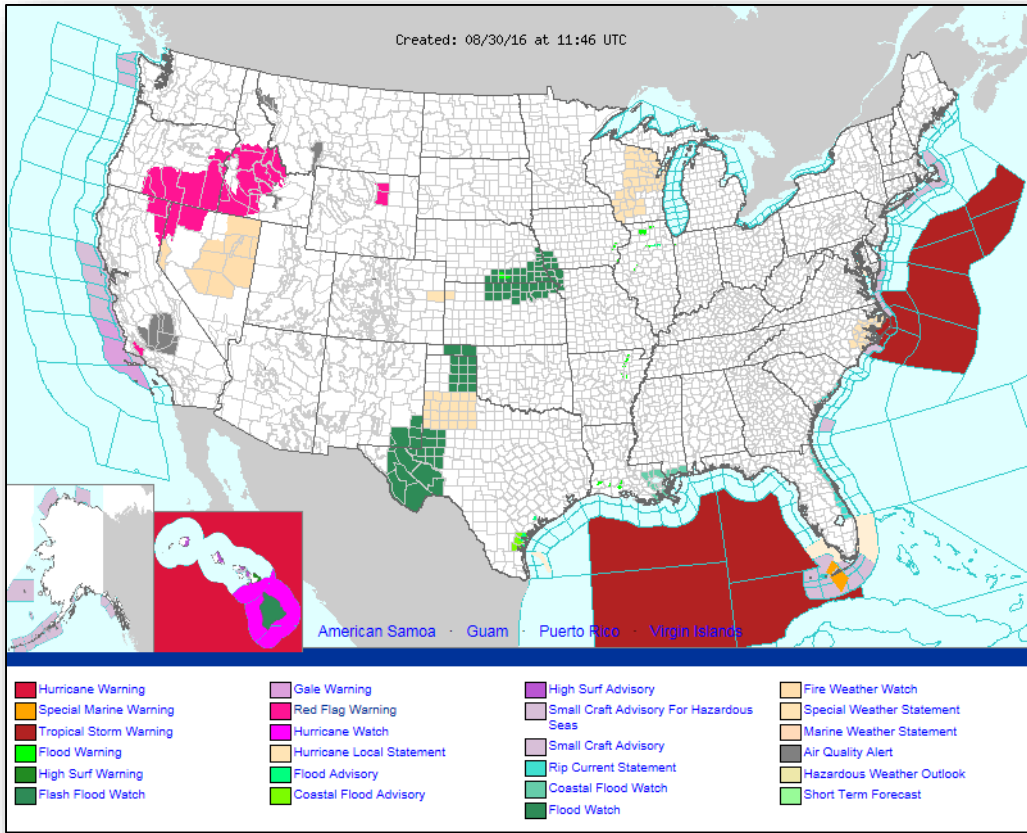 Created: 08/30/16 at 11:46 UTC
American Samoa · Guam · Puerto Rico · Virgin Islands
Hurricane Warning
Special Marine Warning
Tropical Storm Warning
Flood Warning
High Surf Warning
Flash Flood Watch
Gale Warning
Red Flag Warning
Hurricane Watch
Hurricane Local Statement
Flood Advisory
Coastal Flood Advisory
High Surf Advisory
Small Craft Advisory For Hazardous
Seas
Small Craft Advisory
Rip Current Statement
Coastal Flood Watch
Flood Watch
Fire Weather Watch
Special Weather Statement
Marine Weather Statement
Air Quality Alert
Hazardous Weather Outlook
Short Term Forecast